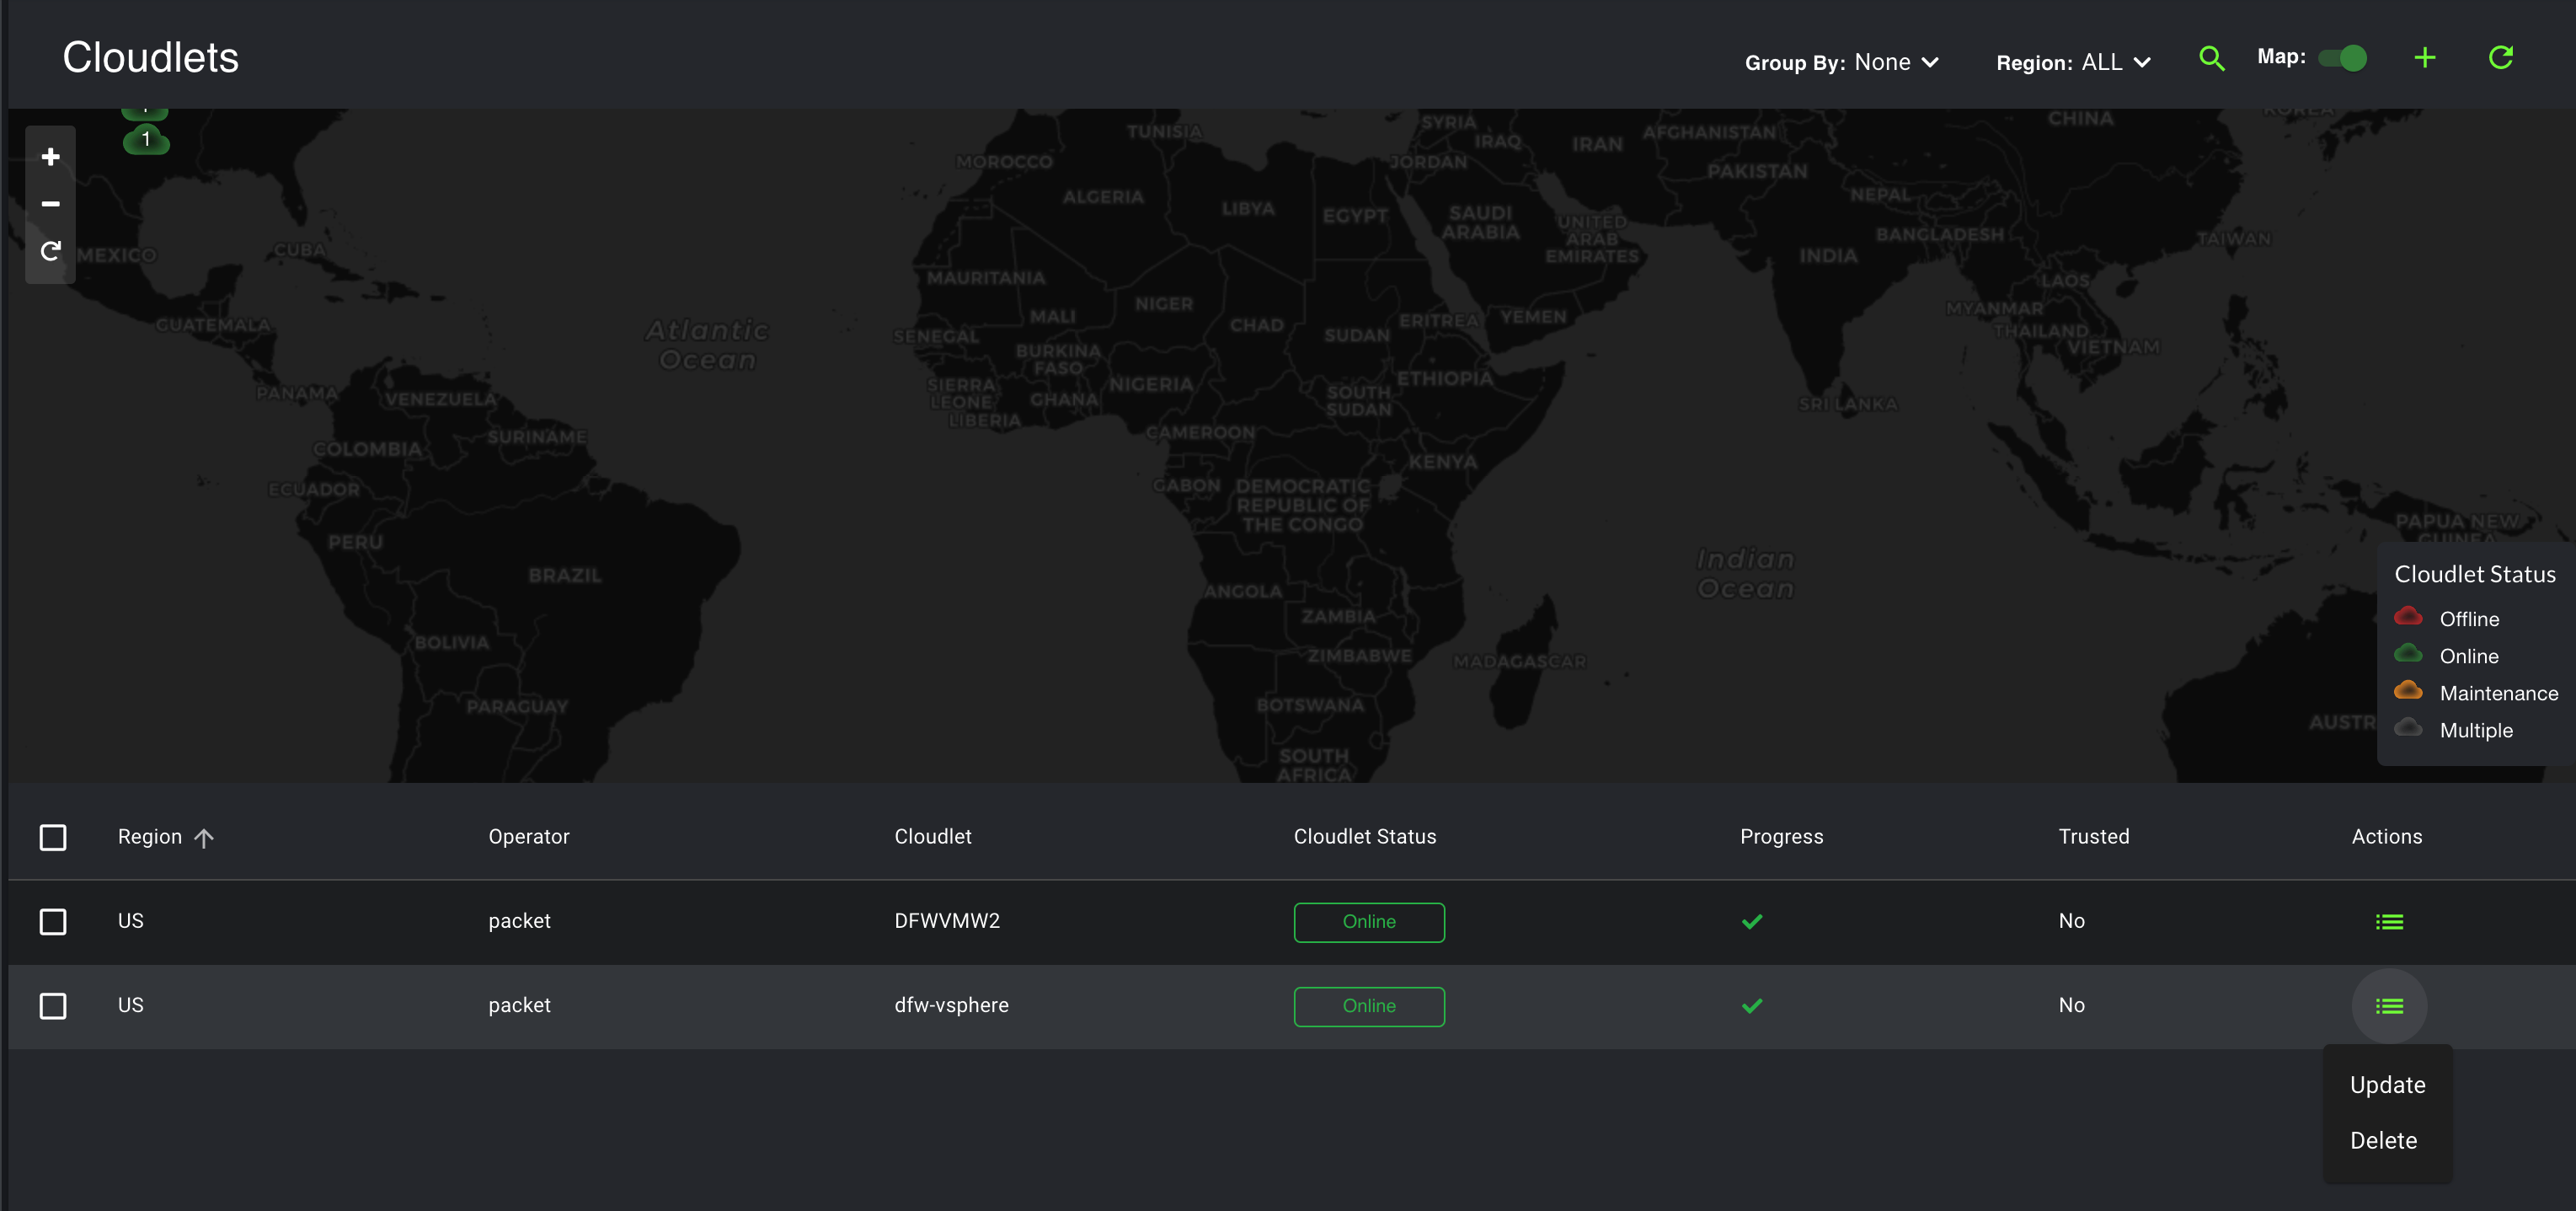 Cloudlets
Group By: None
Region: ALL
Map:
1
TUNISIA
SYRIA
CHINA
KOREA
MOROCCO
IRAQ
IRAN
AFGHANISTAN
JORDAN
PAKISTAN
ALGERIA
LIBYA
EGYPT
SAUDI
ARABIA
NEPAL
UNITED
ARAB
EMIRATES
MEXICO
CUBA
BANGLADESH
TAIWAN
INDIA
MAURITANIA
LAOS
MALI
NIGER
MYANMAR
GUATEMALA
Atlantic
Ocean
SENEGAL
CHAD
SUDAN
ERITREA
YEMEN
THAILAND
VIETNAM
BURKINA
FASO
PANAMA
VENEZUELA
SIERRA
LEONE
GHANA
NIGERIA
SOUTH
SUDAN
ETHIOPIA
SRI LANKA
LIBERIA
COLOMBIA
SURINAME
CAMEROON
KENYA
ECUADOR
GABON
DEMOCRATIC
REPUBLIC OF
THE CONGO
PERU
PAPUA NEW
GUINEA
BRAZIL
Indian
Ocean
ANGOLA
ZAMBIA
BOLIVIA
ZIMBABWE
MADAGASCAR
PARAGUAY
BOTSWANA
AUSTR
SOUTH
AFRICA
Cloudlet Status
Offline
Online
Maintenance
Multiple
Region Operator Cloudlet Cloudlet Status Progress Trusted Actions
US packet DFWVMW2 Online No
US packet dfw-vsphere Online No
Update
Delete